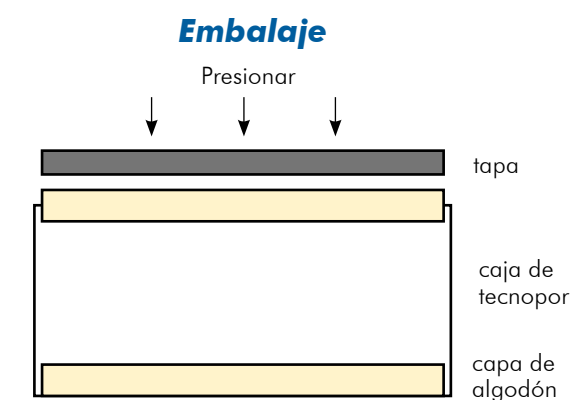 Embalaje
Presionar
tapa
caja de
tecnopor
capa de
algodón